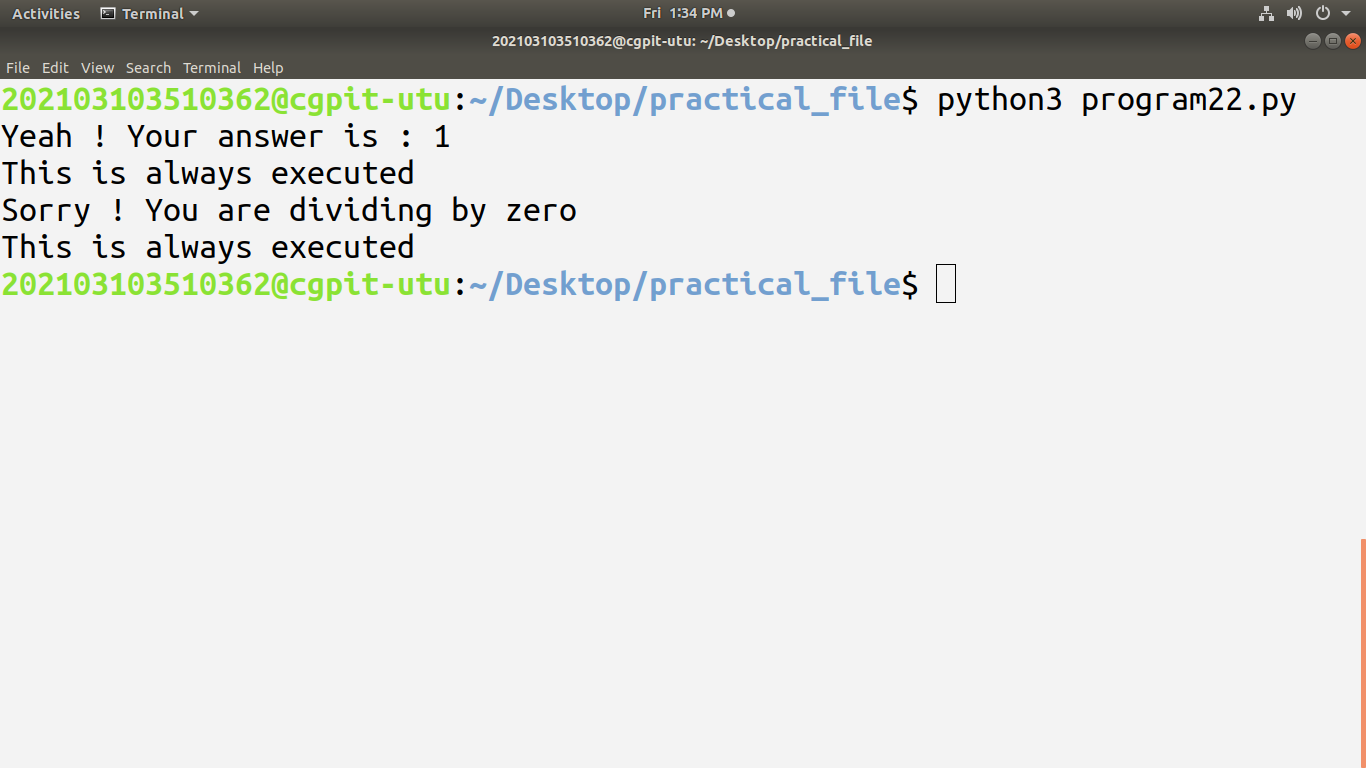 Activities Terminal Fri 1:34 PM
202103103510362@cgpit-utu: ~/Desktop/practical_file
File Edit View Search Terminal Help
202103103510362@cgpit-utu:~/Desktop/practical_file$ python3 program22.py
Yeah ! Your answer is : 1
This is always executed
Sorry ! You are dividing by zero
This is always executed
202103103510362@cgpit-utu:~/Desktop/practical_file$